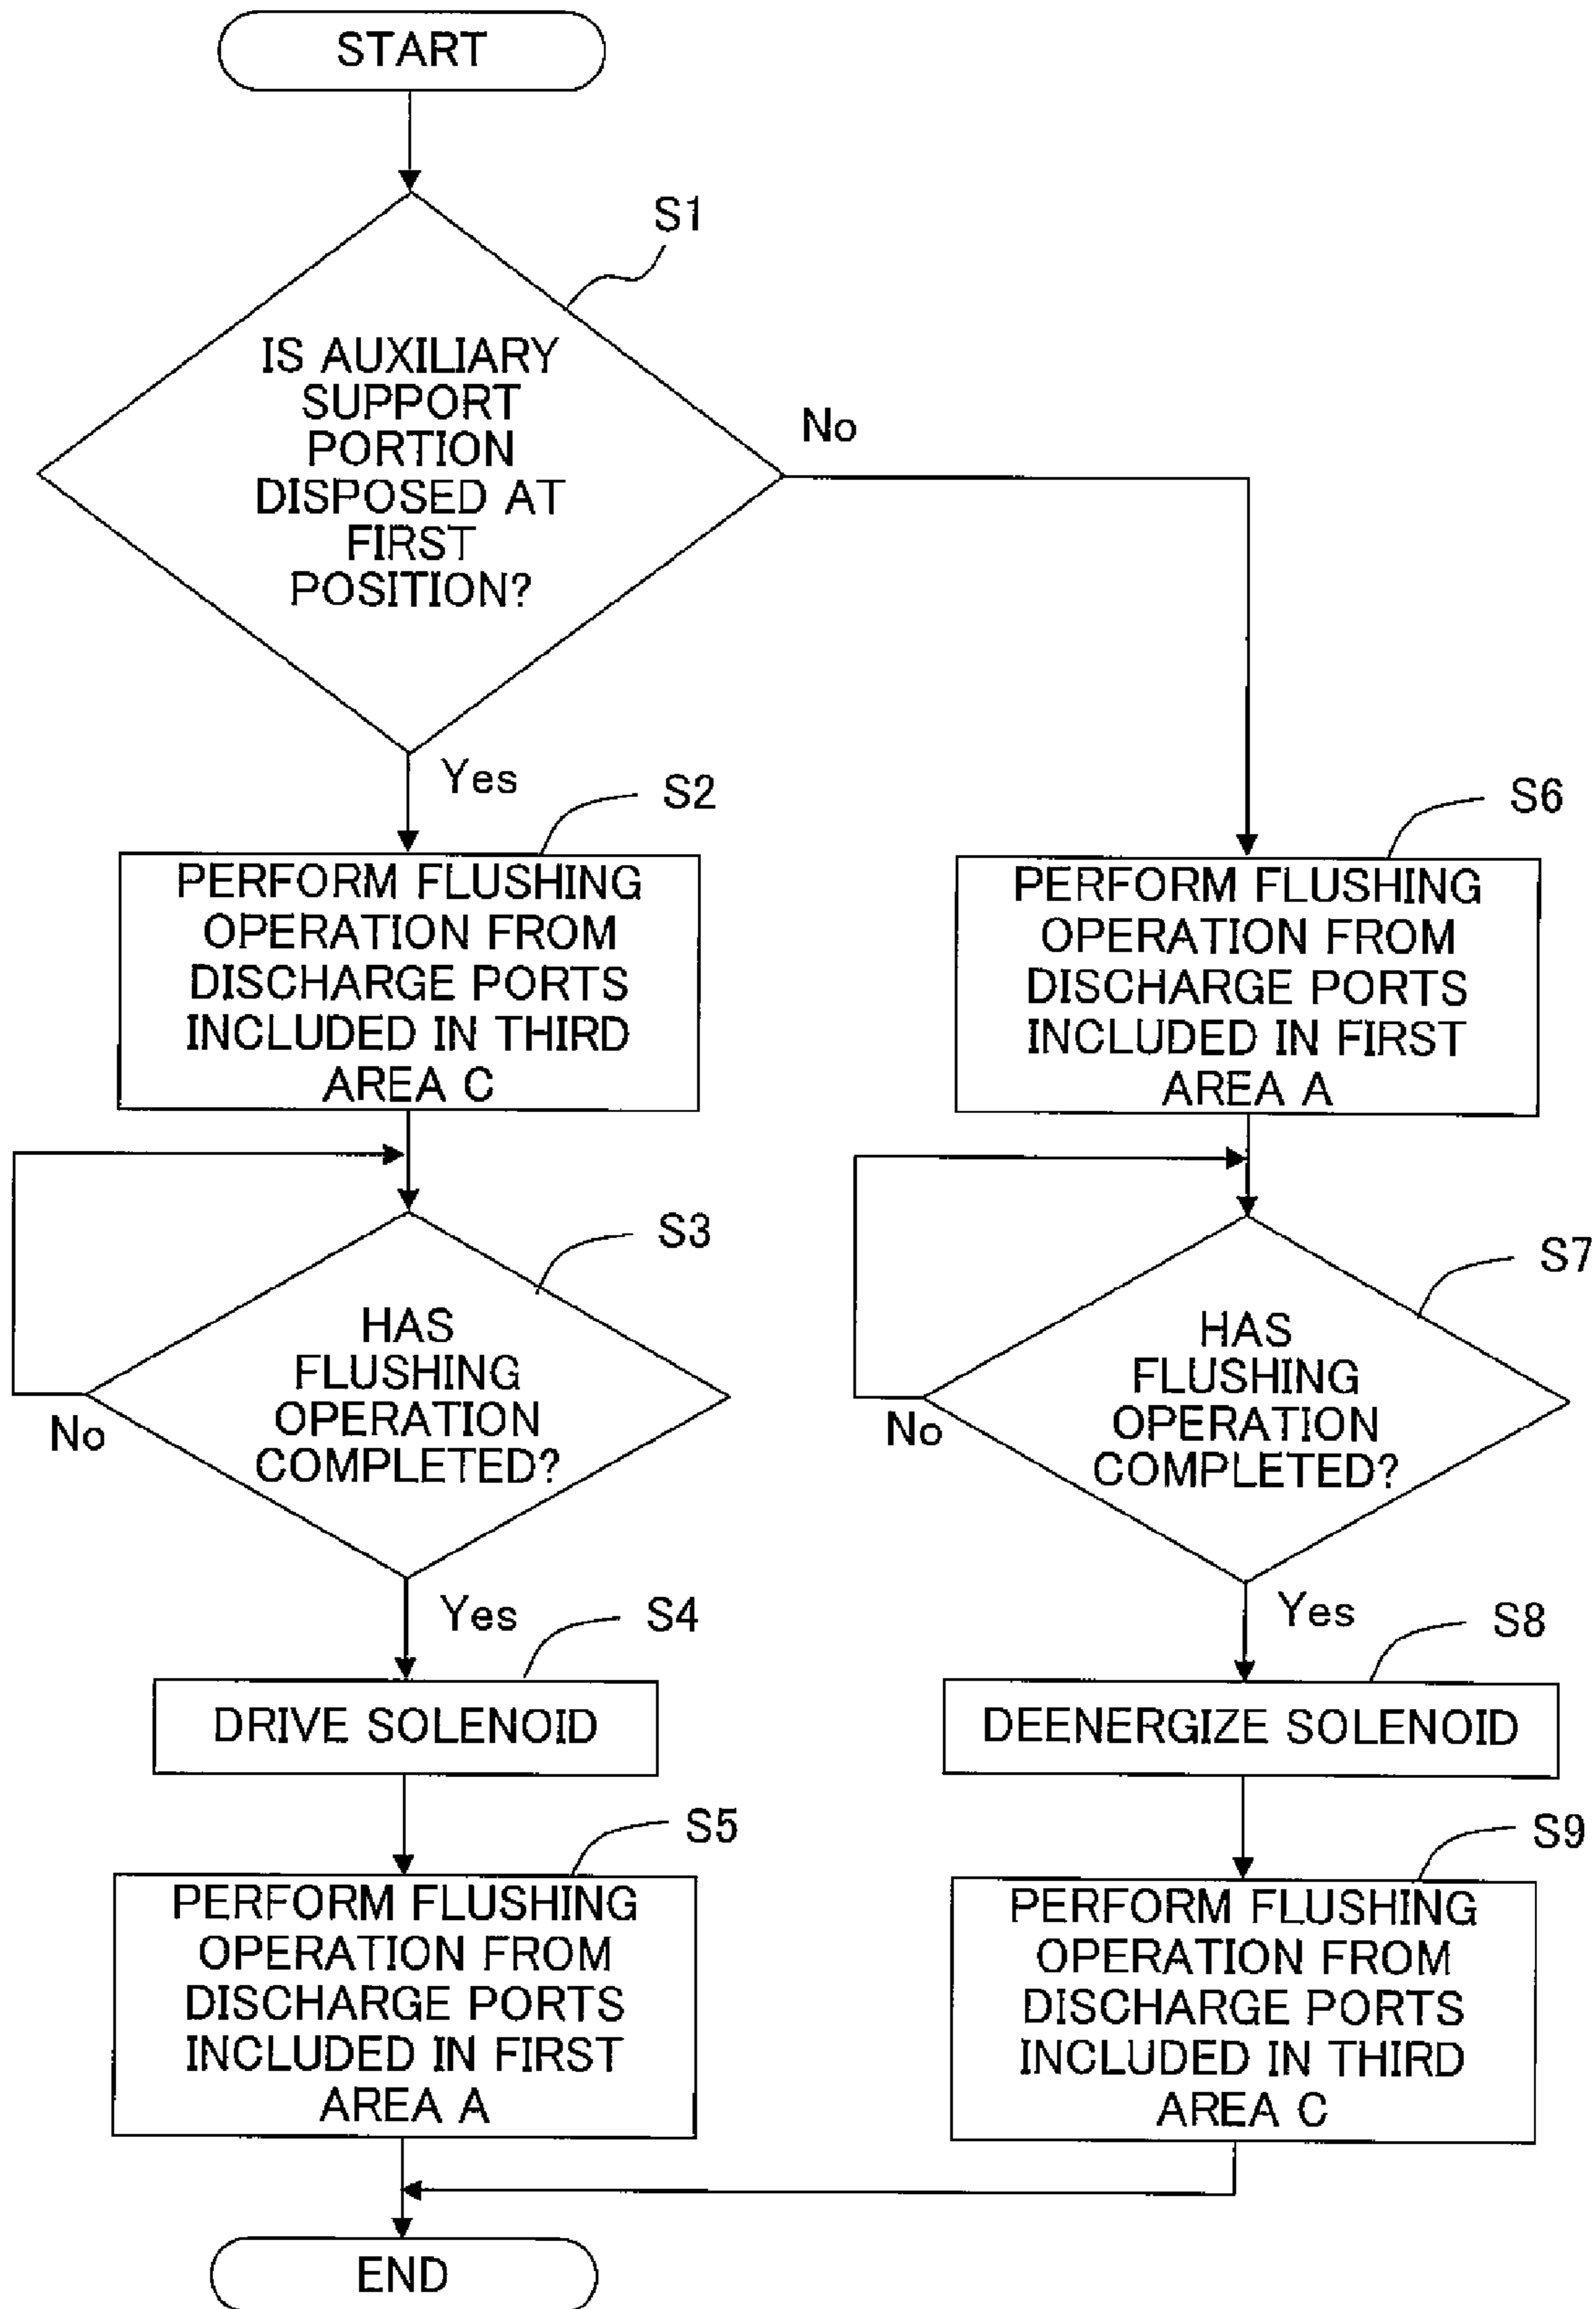 START
S1
IS AUXILIARY
SUPPORT
PORTION
DISPOSED AT
FIRST
POSITION?
No
Yes
S2
PERFORM FLUSHING
OPERATION FROM
DISCHARGE PORTS
INCLUDED IN THIRD
AREA C
S6
PERFORM FLUSHING
OPERATION FROM
DISCHARGE PORTS
INCLUDED IN FIRST
AREA A
S3
HAS
FLUSHING
OPERATION
COMPLETED?
No
Yes
S7
HAS
FLUSHING
OPERATION
COMPLETED?
No
Yes
S4
DRIVE SOLENOID
S8
DEENERGIZE SOLENOID
S5
PERFORM FLUSHING
OPERATION FROM
DISCHARGE PORTS
INCLUDED IN FIRST
AREA A
S9
PERFORM FLUSHING
OPERATION FROM
DISCHARGE PORTS
INCLUDED IN THIRD
AREA C
END